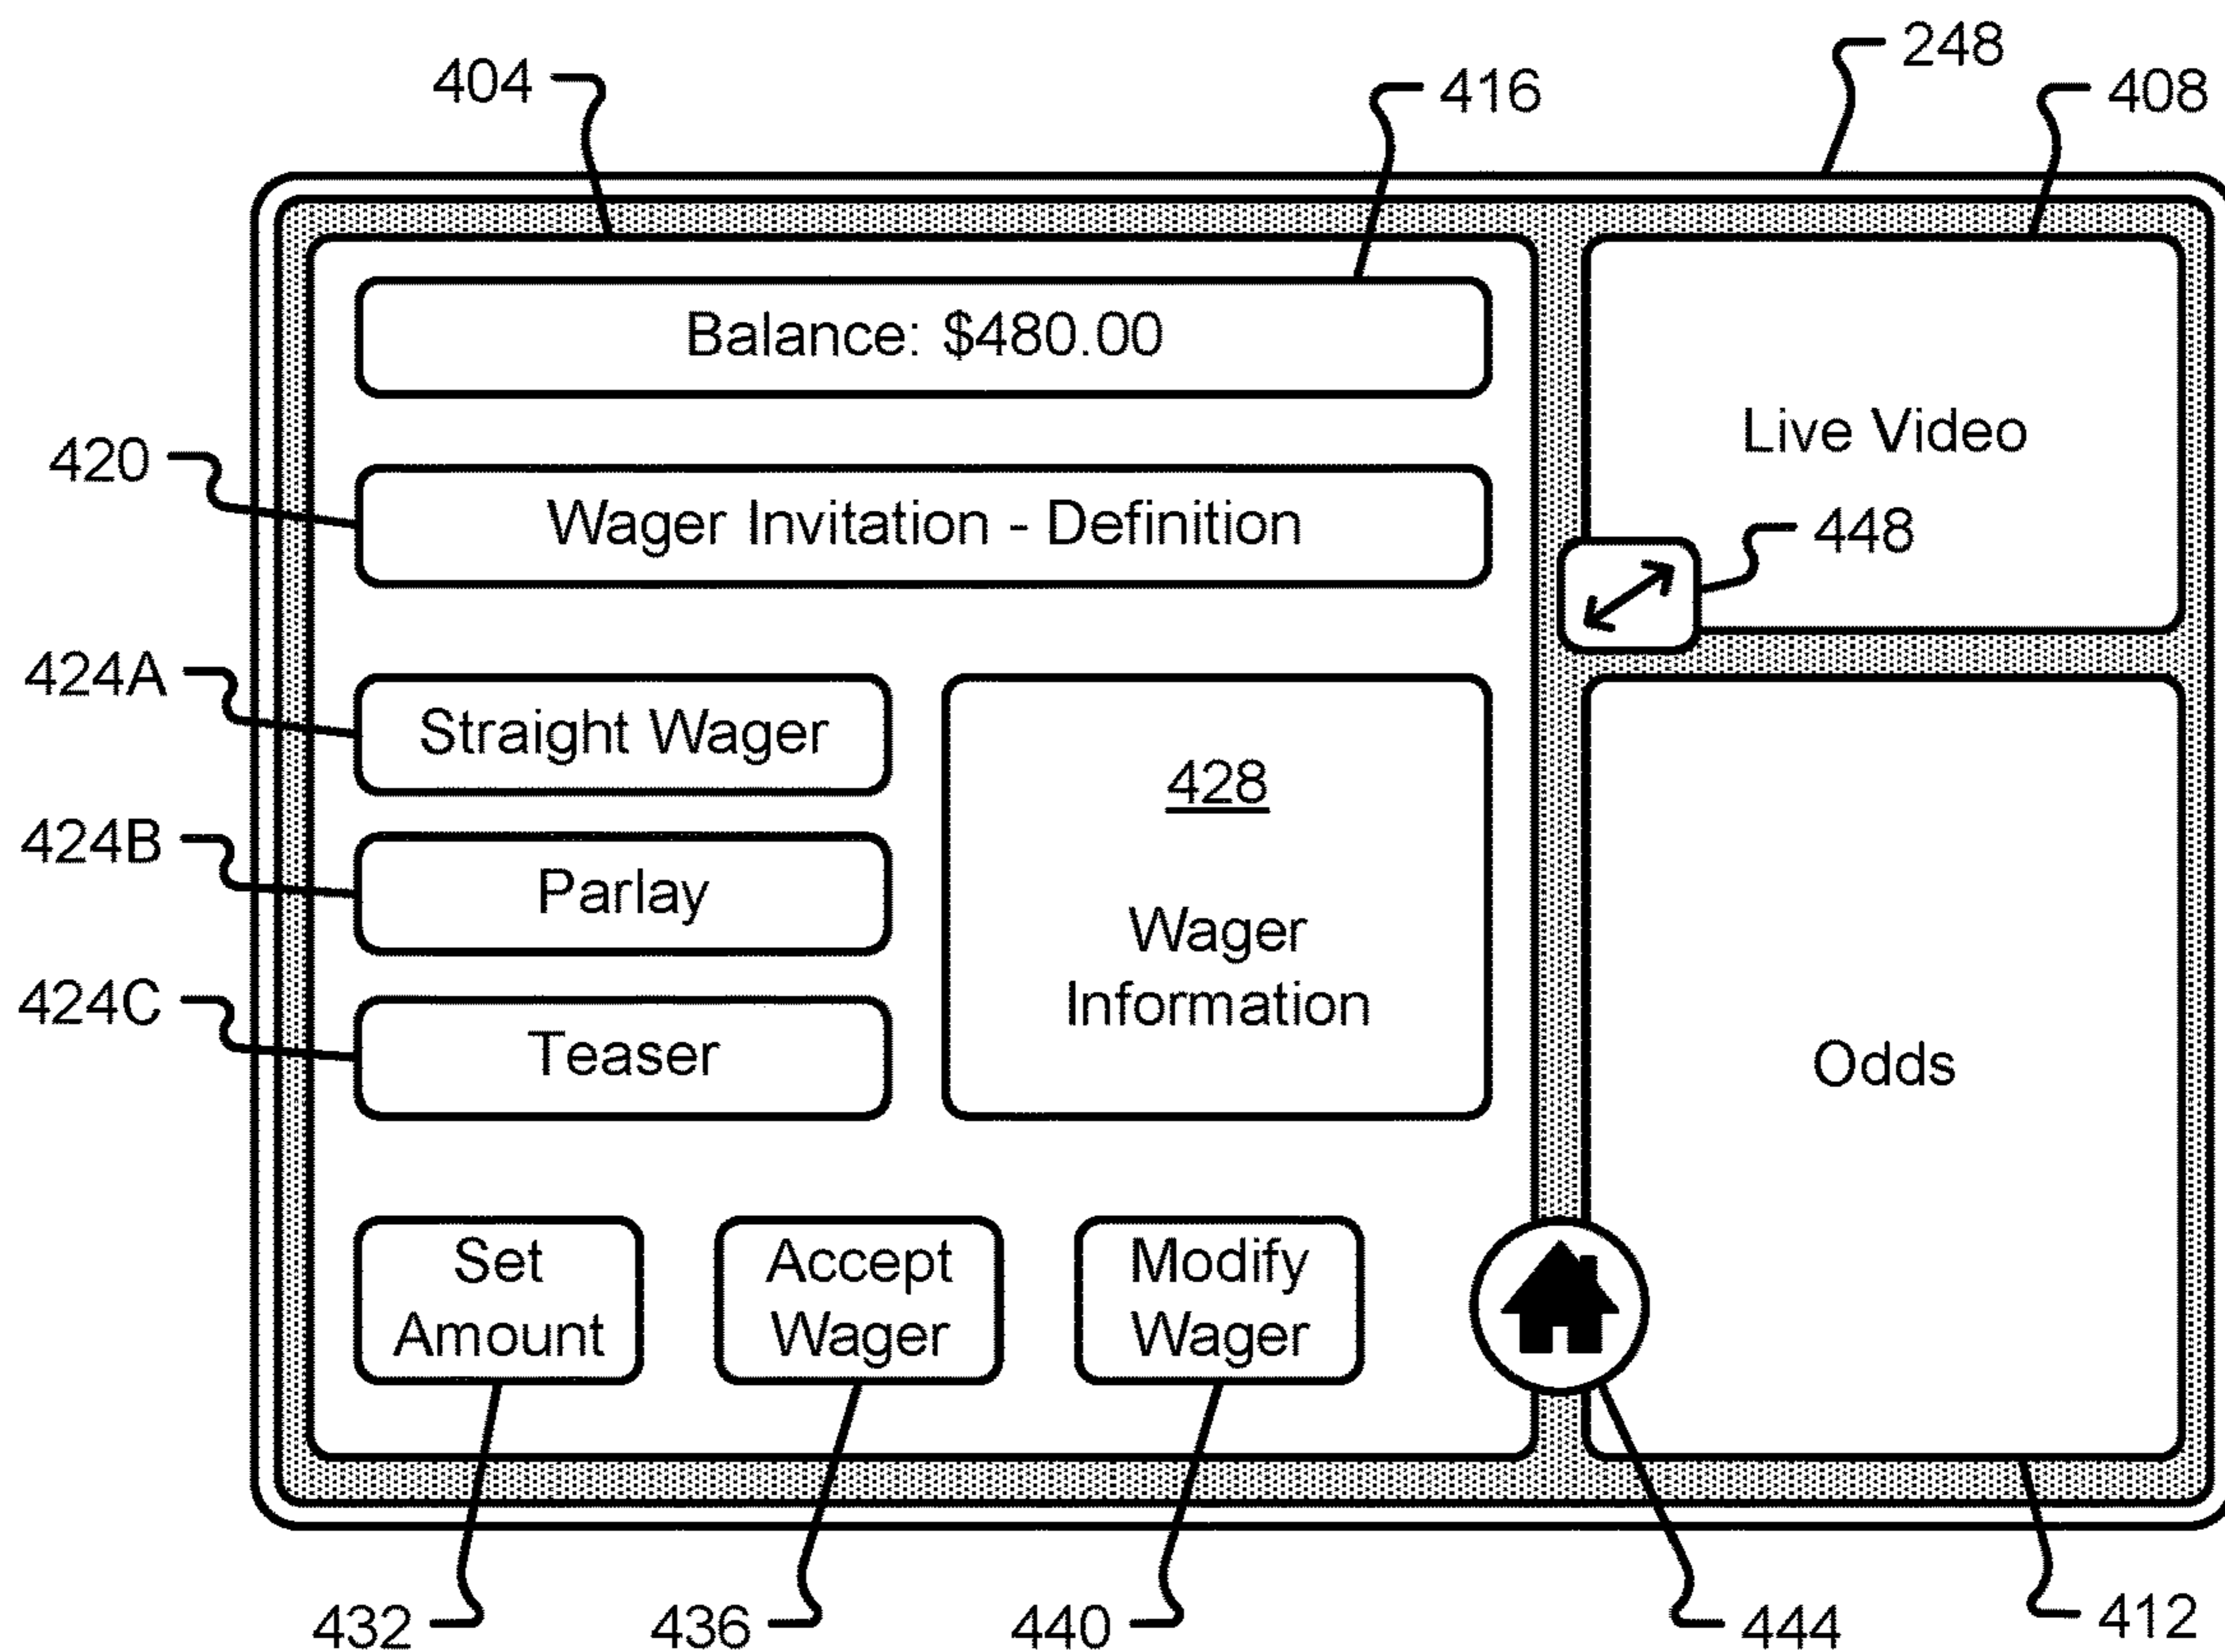 248
404
416
408
Balance: $480.00
Live Video
420
Wager Invitation - Definition
448
424A
Straight Wager
428
424B
Parlay
Wager
Information
424C
Teaser
Odds
Set
Amount
Accept
Wager
Modify
Wager
432
436
440
444
412